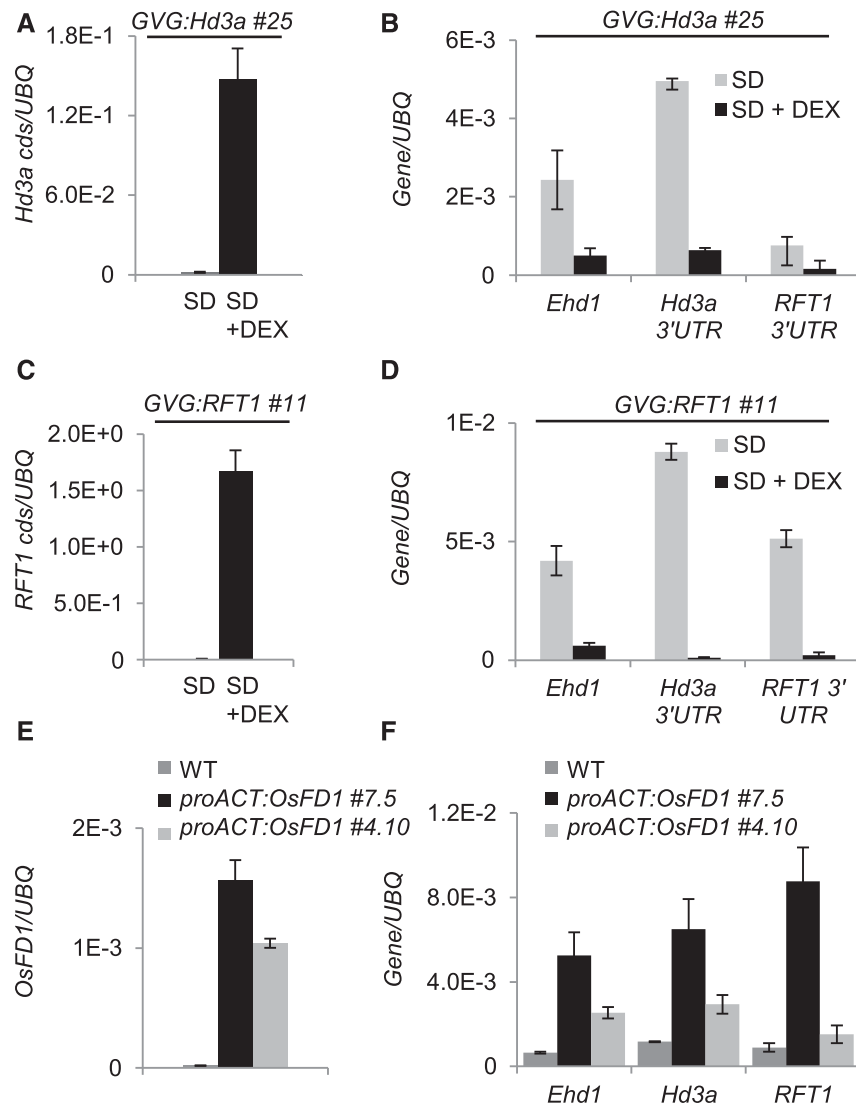 A
GVG:Hd3a #25
1.8E-1
1.2E-1
6.0E-2
0
Hd3a cds/UBQ
SD SD
+DEX
B
GVG:Hd3a #25
6E-3
4E-3
2E-3
0
Gene/UBQ
SD
SD + DEX
Ehd1 Hd3a RFT1
3'UTR 3'UTR
C
GVG:RFT1 #11
2.0E+0
1.5E+0
1.0E+0
5.0E-1
0
RFT1 cds/UBQ
SD SD
+DEX
D
GVG:RFT1 #11
1E-2
5E-3
0
Gene/UBQ
SD
SD + DEX
Ehd1 Hd3a RFT1 3'
3'UTR UTR
E
WT
proACT:OsFD1 #7.5
proACT:OsFD1 #4.10
2E-3
1E-3
0
OsFD1/UBQ
F
WT
proACT:OsFD1 #7.5
proACT:OsFD1 #4.10
1.2E-2
8.0E-3
4.0E-3
0
Gene/UBQ
Ehd1 Hd3a RFT1